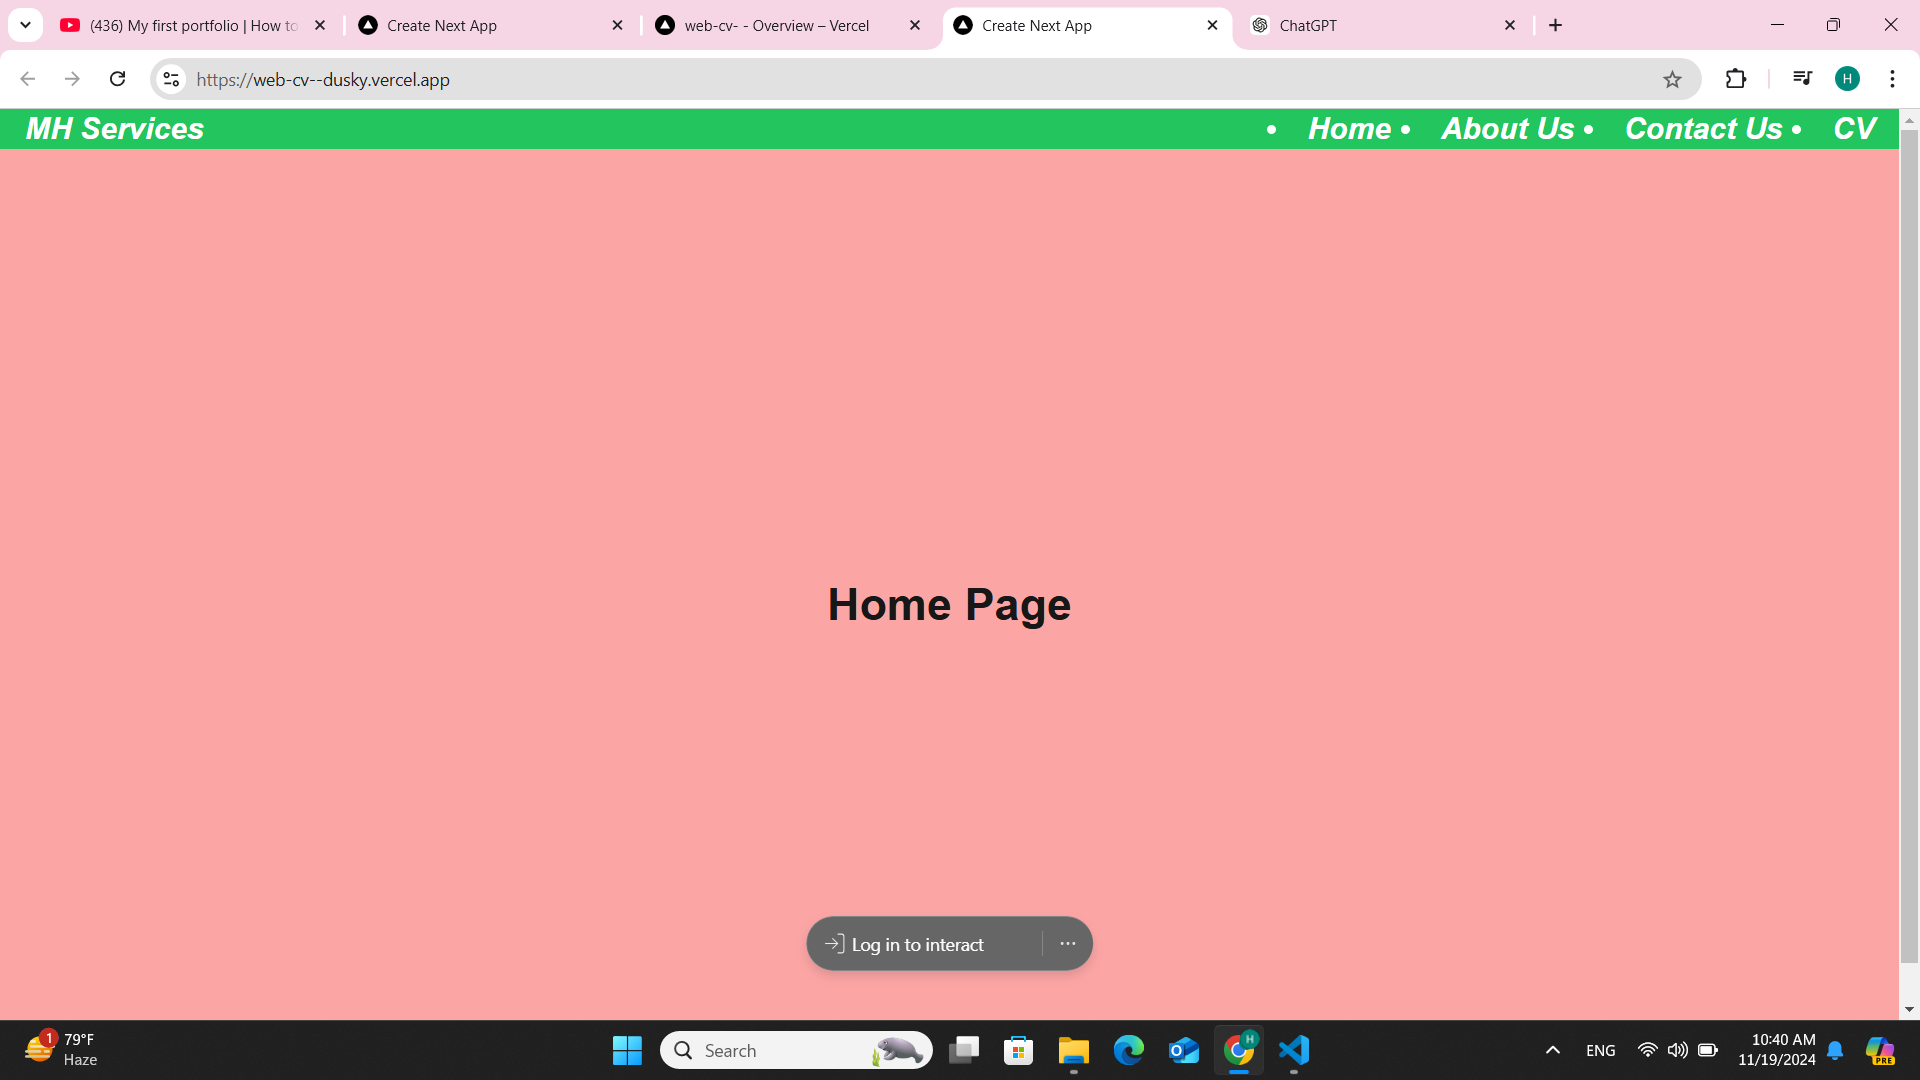 (436) My first portfolio | How to
Create Next App
web-cv- - Overview – Vercel
Create Next App
ChatGPT
https://web-cv--dusky.vercel.app
H
MH Services
• Home • About Us • Contact Us • CV
Home Page
Log in to interact
1
79°F
Haze
Search
H
ENG
10:40 AM
11/19/2024
PRE